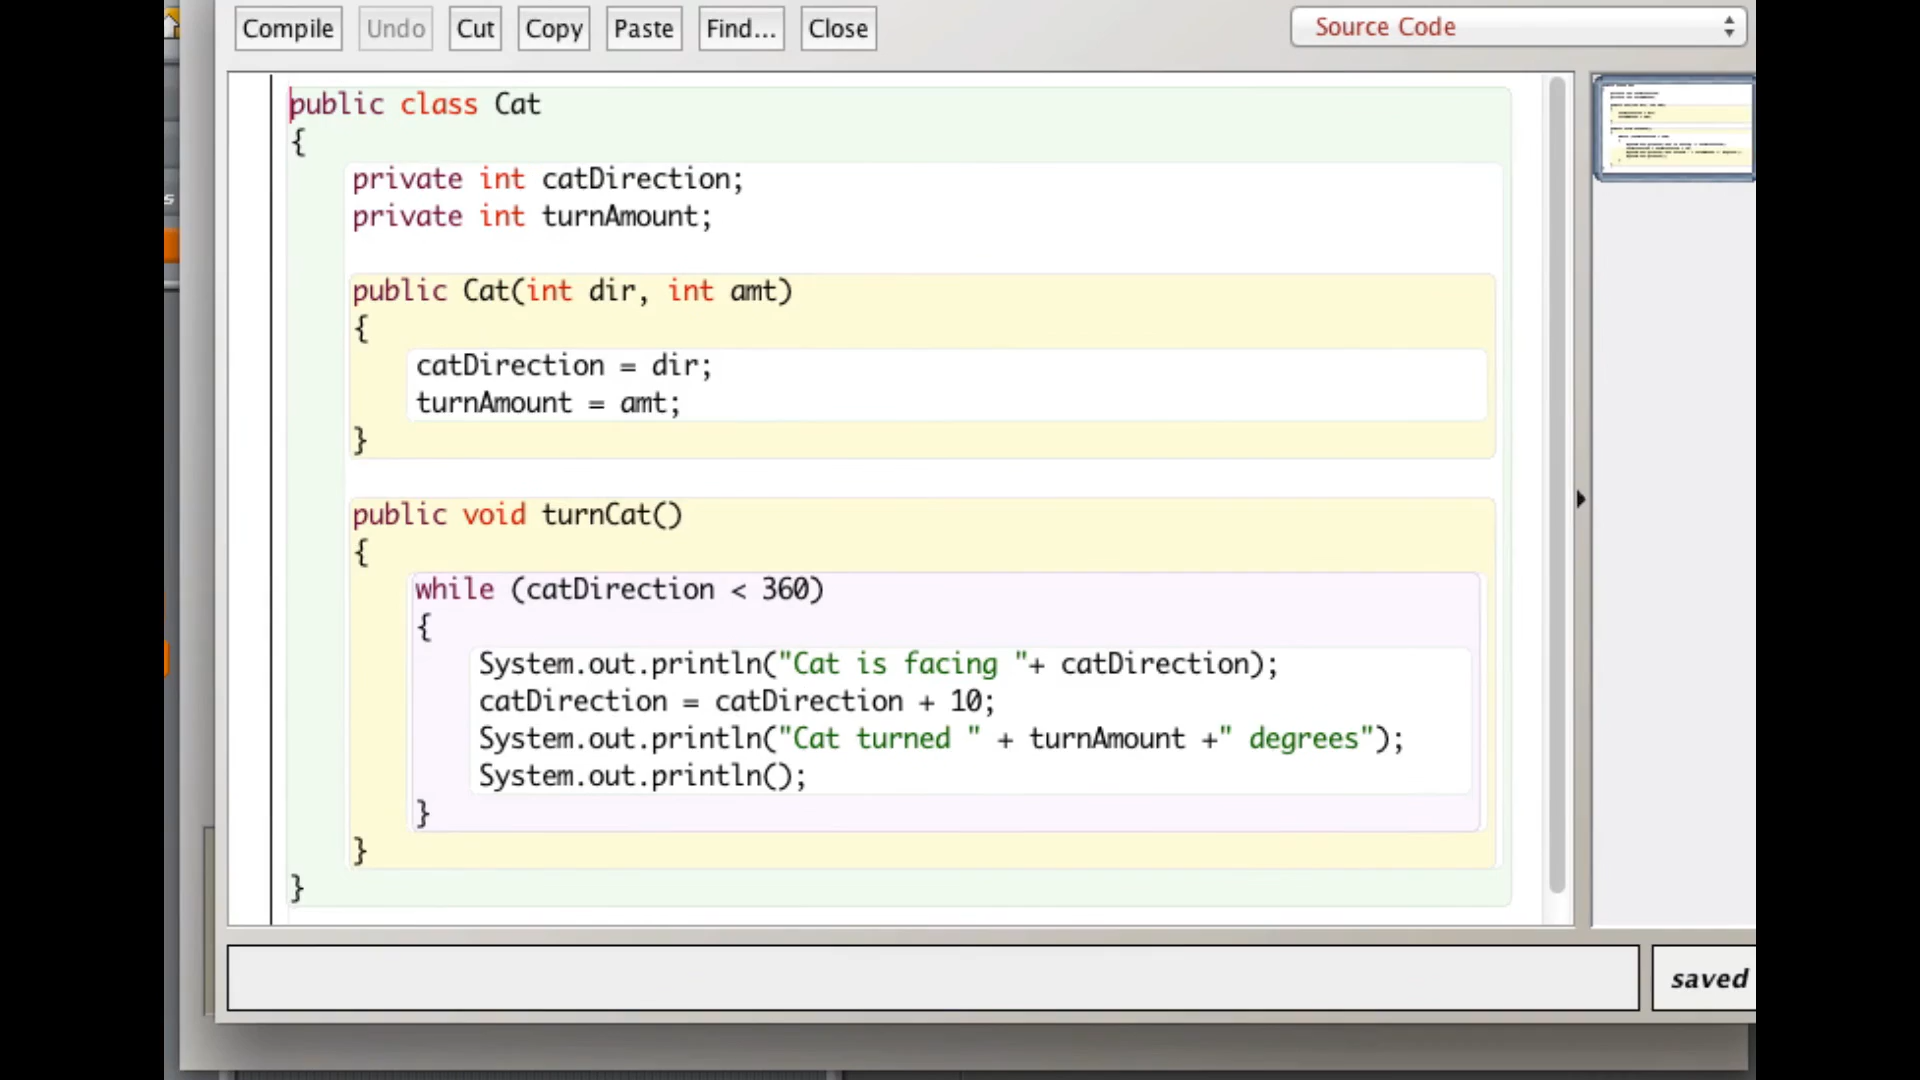 Compile Undo Cut Copy Paste Find... Close Source Code
public class Cat
{
private int catDirection;
private int turnAmount;
public Cat(int dir, int amt)
{
catDirection = dir;
turnAmount = amt;
}
public void turnCat()
{
while (catDirection < 360)
{
System.out.println("Cat is facing "+ catDirection);
catDirection = catDirection + 10;
System.out.println("Cat turned " + turnAmount +" degrees");
System.out.println();
}
}
}
saved